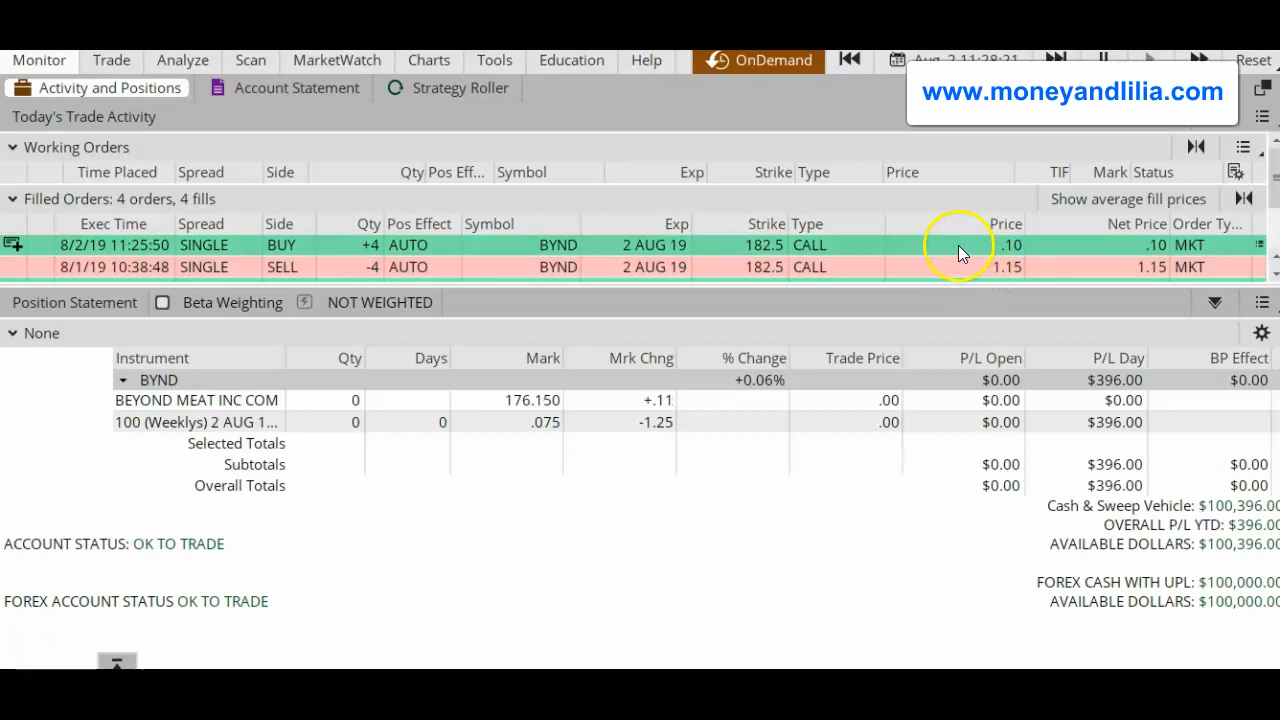 Monitor Trade Analyze Scan MarketWatch Charts Tools Education Help OnDemand Reset
www.moneyandlilia.com
Activity and Positions Account Statement Strategy Roller
Today's Trade Activity
Working Orders
Time Placed Spread Side Qty Pos Eff... Symbol Exp Strike Type Price TIF Mark Status
Filled Orders: 4 orders, 4 fills Show average fill prices
Exec Time Spread Side Qty Pos Effect Symbol Exp Strike Type Price Net Price Order Ty...
8/2/19 11:25:50 SINGLE BUY +4 AUTO BYND 2 AUG 19 182.5 CALL .10 .10 MKT
8/1/19 10:38:48 SINGLE SELL -4 AUTO BYND 2 AUG 19 182.5 CALL 1.15 1.15 MKT
Position Statement Beta Weighting NOT WEIGHTED
None
Instrument Qty Days Mark Mrk Chng % Change Trade Price P/L Open P/L Day BP Effect
BYND +0.06% $0.00 $396.00 $0.00
BEYOND MEAT INC COM 0 176.150 +.11 .00 $0.00 $0.00
100 (Weeklys) 2 AUG 1... 0 0 .075 -1.25 .00 $0.00 $396.00
Selected Totals
Subtotals $0.00 $396.00 $0.00
Overall Totals $0.00 $396.00 $0.00
Cash & Sweep Vehicle: $100,396.00
OVERALL P/L YTD: $396.00
ACCOUNT STATUS: OK TO TRADE AVAILABLE DOLLARS: $100,396.00
FOREX CASH WITH UPL: $100,000.00
FOREX ACCOUNT STATUS OK TO TRADE AVAILABLE DOLLARS: $100,000.00